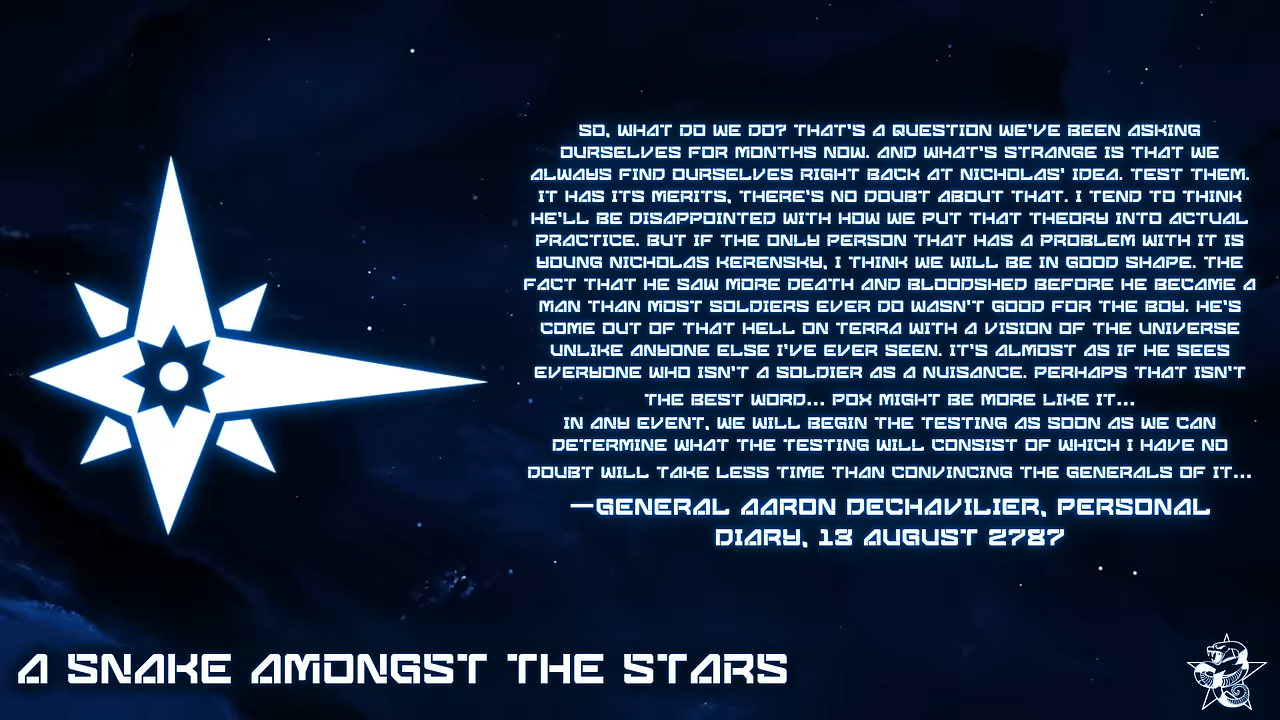 SO, WHAT DO WE DO? THAT'S A QUESTION WE'VE BEEN ASKING
OURSELVES FOR MONTHS NOW. AND WHAT'S STRANGE IS THAT WE
ALWAYS FIND OURSELVES RIGHT BACK AT NICHOLAS' IDEA. TEST THEM.
IT HAS ITS MERITS, THERE'S NO DOUBT ABOUT THAT. I TEND TO THINK
HE'LL BE DISAPPOINTED WITH HOW WE PUT THAT THEORY INTO ACTUAL
PRACTICE. BUT IF THE ONLY PERSON THAT HAS A PROBLEM WITH IT IS
YOUNG NICHOLAS KERENSKY, I THINK WE WILL BE IN GOOD SHAPE. THE
FACT THAT HE SAW MORE DEATH AND BLOODSHED BEFORE HE BECAME A
MAN THAN MOST SOLDIERS EVER DO WASN'T GOOD FOR THE BOY. HE'S
COME OUT OF THAT HELL ON TERRA WITH A VISION OF THE UNIVERSE
UNLIKE ANYONE ELSE I'VE EVER SEEN. IT'S ALMOST AS IF HE SEES
EVERYONE WHO ISN'T A SOLDIER AS A NUISANCE. PERHAPS THAT ISN'T
THE BEST WORD... POX MIGHT BE MORE LIKE IT...
IN ANY EVENT, WE WILL BEGIN THE TESTING AS SOON AS WE CAN
DETERMINE WHAT THE TESTING WILL CONSIST OF WHICH I HAVE NO
DOUBT WILL TAKE LESS TIME THAN CONVINCING THE GENERALS OF IT...
—GENERAL AARON DECHAVILIER, PERSONAL
DIARY, 13 AUGUST 2787
A SNAKE AMONGST THE STARS